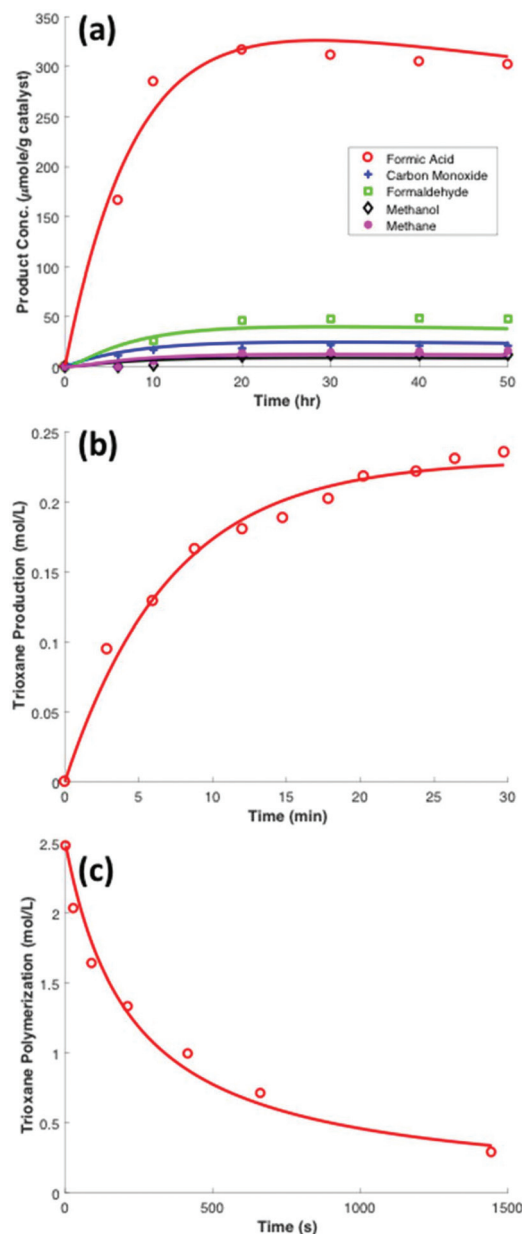 (a)
350
300
250
200
150
100
50
0
Product Conc. (μmole/g catalyst)
Formic Acid
Carbon Monoxide
Formaldehyde
Methanol
Methane
0 10 20 30 40 50
Time (hr)
(b)
0.25
0.2
0.15
0.1
0.05
0
Trioxane Production (mol/L)
0 5 10 15 20 25 30
Time (min)
(c)
2.5
2
1.5
1
0.5
0
Trioxane Polymerization (mol/L)
0 500 1000 1500
Time (s)